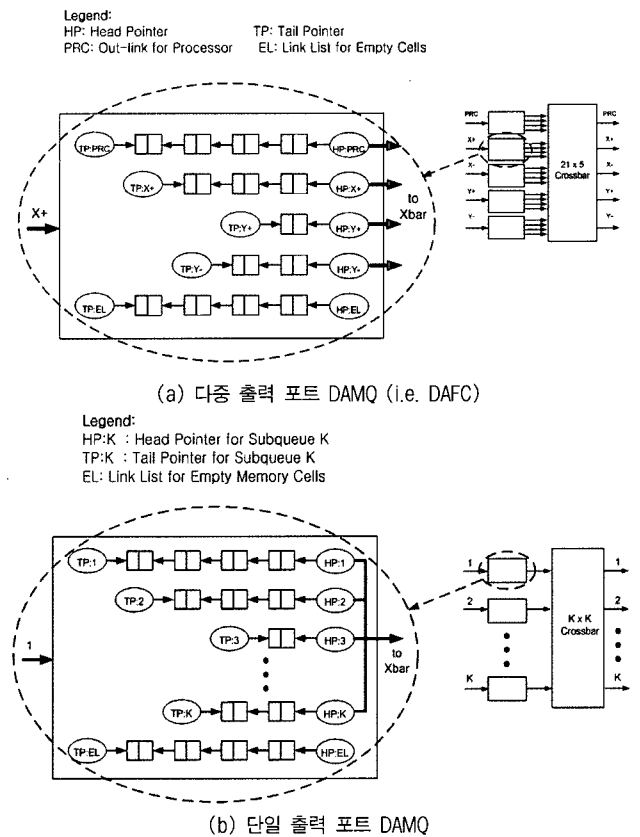 Legend:
HP: Head Pointer TP: Tail Pointer
PRC: Out-link for Processor EL: Link List for Empty Cells
TP:PRC HP:PRC
TP:X+ HP:X+
X+ TP:Y+ HP:Y+ to Xbar
TP:Y- HP:Y-
TP:EL HP:EL
PRC PRC
X+ X+
X- 21 x 5 Crossbar X-
Y+ Y+
Y- Y-
(a) 다중 출력 포트 DAMQ (i.e. DAFC)
Legend:
HP:K : Head Pointer for Subqueue K
TP:K : Tail Pointer for Subqueue K
EL: Link List for Empty Memory Cells
TP:1 HP:1
TP:2 HP:2
1 TP:3 HP:3 to Xbar
TP:K HP:K
TP:EL HP:EL
1 1
2 K x K Crossbar 2
K K
(b) 단일 출력 포트 DAMQ